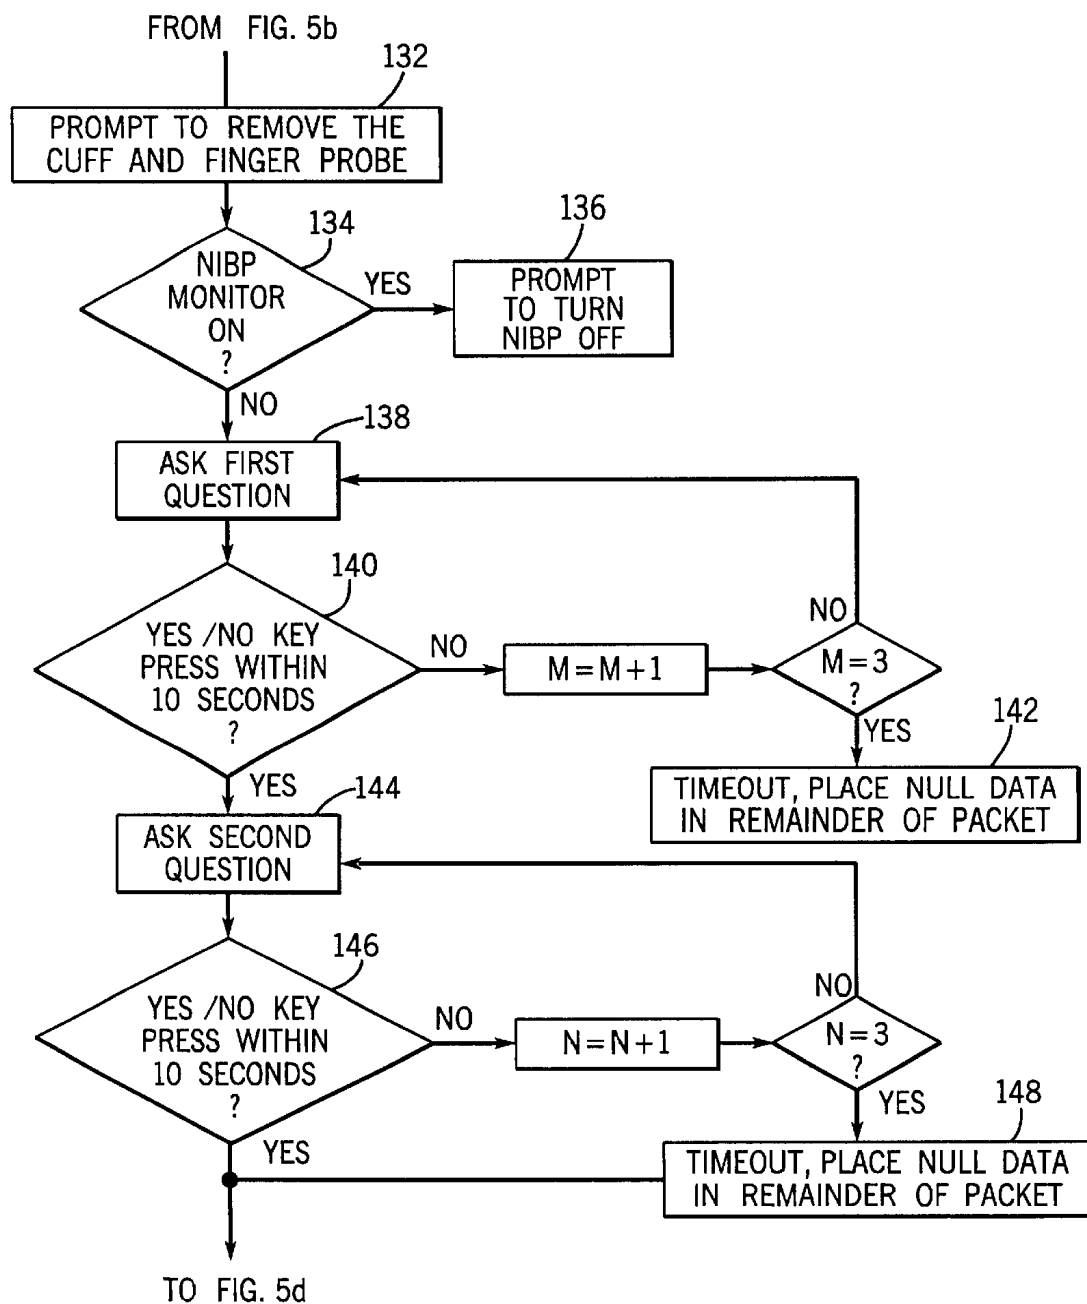 FROM FIG. 5b
132
PROMPT TO REMOVE THE
CUFF AND FINGER PROBE
134
NIBP
MONITOR
ON
?
YES
136
PROMPT
TO TURN
NIBP OFF
NO
138
ASK FIRST
QUESTION
140
YES/NO KEY
PRESS WITHIN
10 SECONDS
?
NO
M=M+1
NO
M=3
?
YES
142
TIMEOUT, PLACE NULL DATA
IN REMAINDER OF PACKET
YES
144
ASK SECOND
QUESTION
146
YES/NO KEY
PRESS WITHIN
10 SECONDS
?
NO
N=N+1
NO
N=3
?
YES
148
TIMEOUT, PLACE NULL DATA
IN REMAINDER OF PACKET
YES
TO FIG. 5d